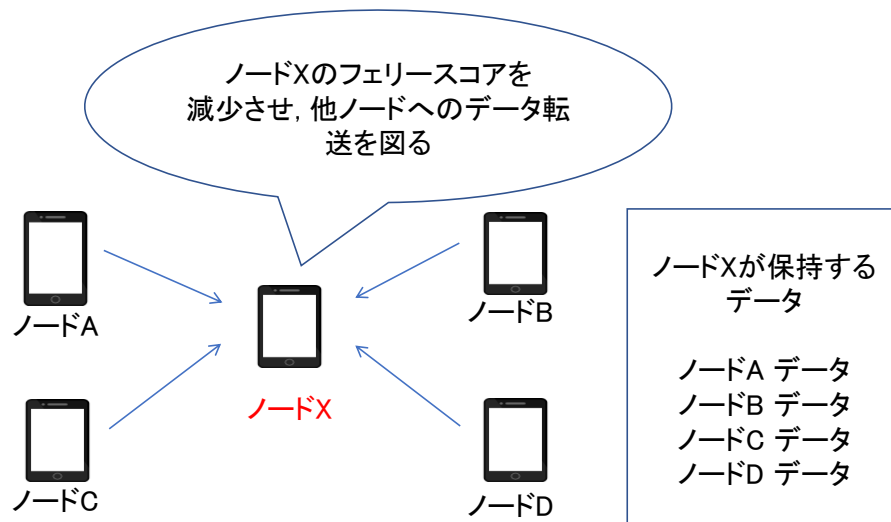 ノードXのフェリースコアを
減少させ, 他ノードへのデータ転
送を図る
ノードA
ノードB
ノードX
ノードC
ノードD
ノードXが保持する
データ
ノードA データ
ノードB データ
ノードC データ
ノードD データ